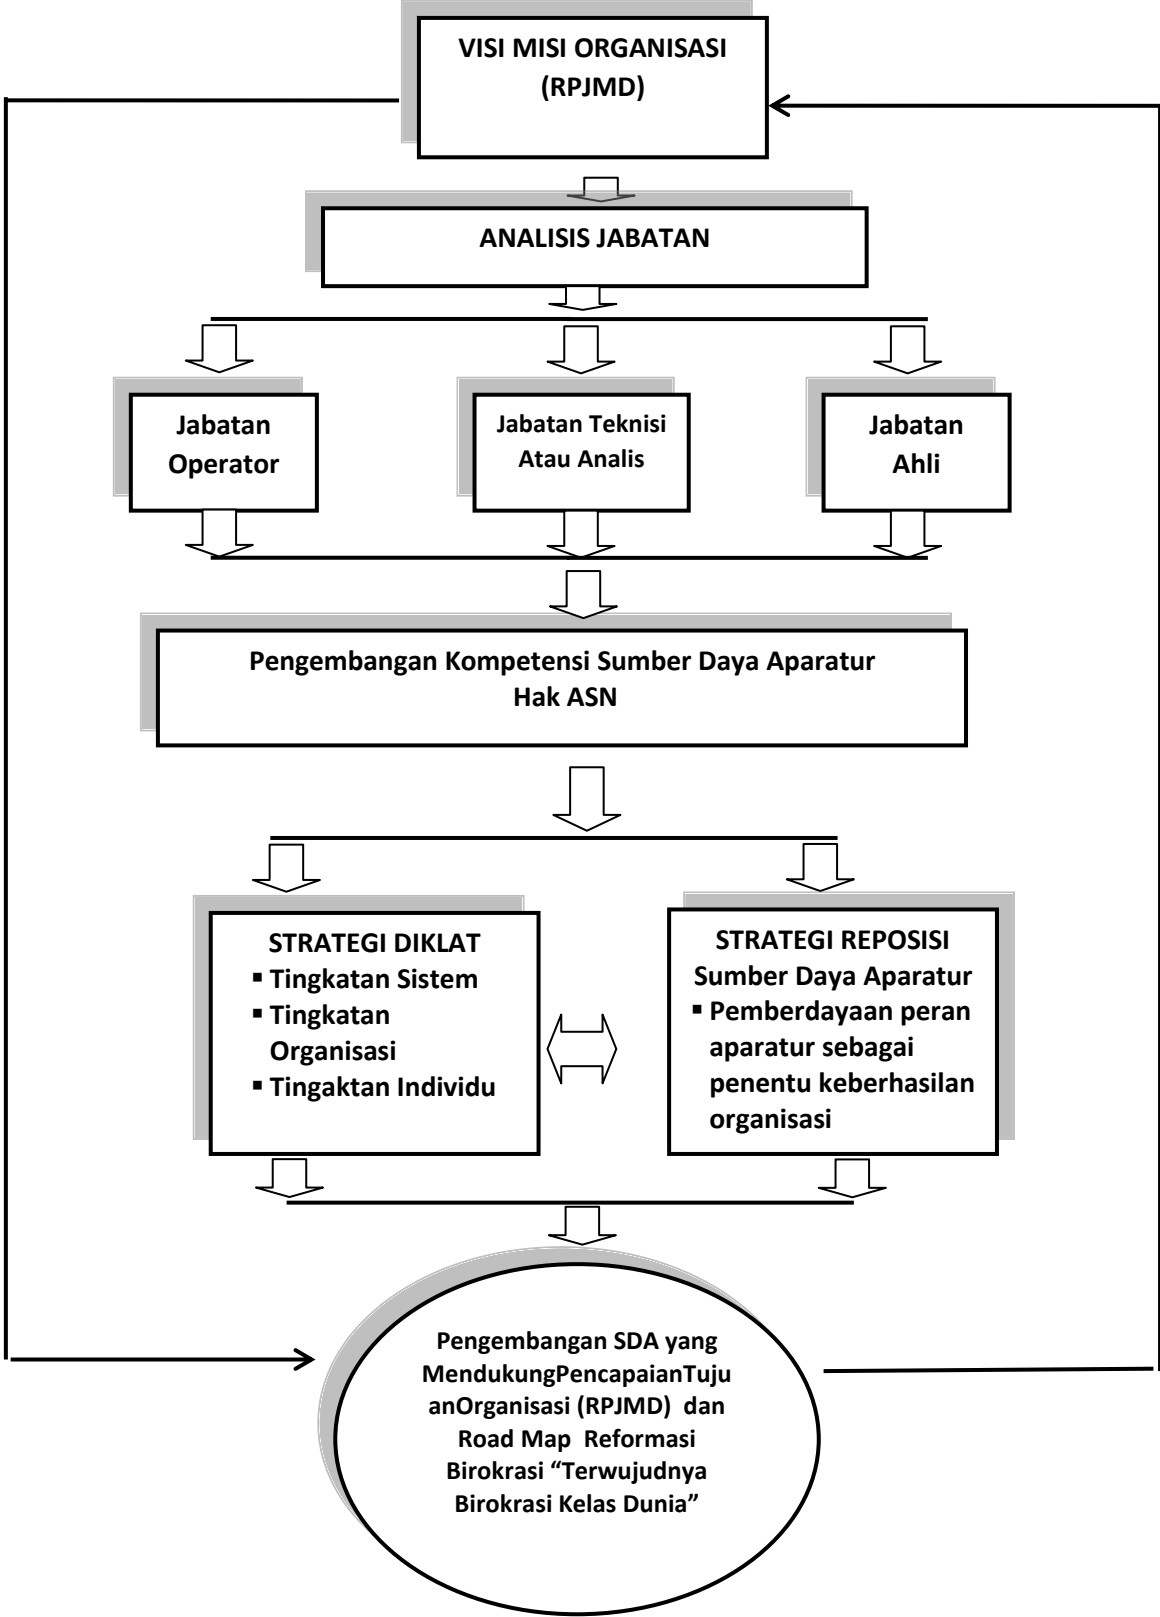 VISI MISI ORGANISASI
(RPJMD)
ANALISIS JABATAN
Jabatan
Operator
Jabatan Teknisi
Atau Analis
Jabatan
Ahli
Pengembangan Kompetensi Sumber Daya Aparatur
Hak ASN
STRATEGI DIKLAT
▪ Tingkatan Sistem
▪ Tingkatan
Organisasi
▪ Tingaktan Individu
STRATEGI REPOSISI
Sumber Daya Aparatur
▪ Pemberdayaan peran
aparatur sebagai
penentu keberhasilan
organisasi
Pengembangan SDA yang
MendukungPencapaianTuju
anOrganisasi (RPJMD) dan
Road Map Reformasi
Birokrasi “Terwujudnya
Birokrasi Kelas Dunia”